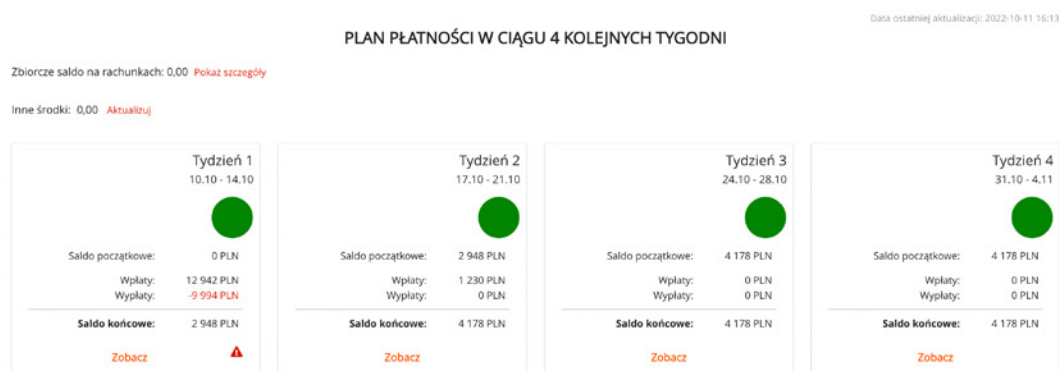 Data ostatniej aktualizacji: 2022-10-11 16:13
PLAN PŁATNOŚCI W CIĄGU 4 KOLEJNYCH TYGODNI
Zbiorcze saldo na rachunkach: 0,00 Pokaż szczegóły
Inne środki: 0,00 Aktualizuj
Tydzień 1
10.10 - 14.10
Saldo początkowe: 0 PLN
Wpłaty: 12 942 PLN
Wypłaty: -9 994 PLN
Saldo końcowe: 2 948 PLN
Zobacz
Tydzień 2
17.10 - 21.10
Saldo początkowe: 2 948 PLN
Wpłaty: 1 230 PLN
Wypłaty: 0 PLN
Saldo końcowe: 4 178 PLN
Zobacz
Tydzień 3
24.10 - 28.10
Saldo początkowe: 4 178 PLN
Wpłaty: 0 PLN
Wypłaty: 0 PLN
Saldo końcowe: 4 178 PLN
Zobacz
Tydzień 4
31.10 - 4.11
Saldo początkowe: 4 178 PLN
Wpłaty: 0 PLN
Wypłaty: 0 PLN
Saldo końcowe: 4 178 PLN
Zobacz